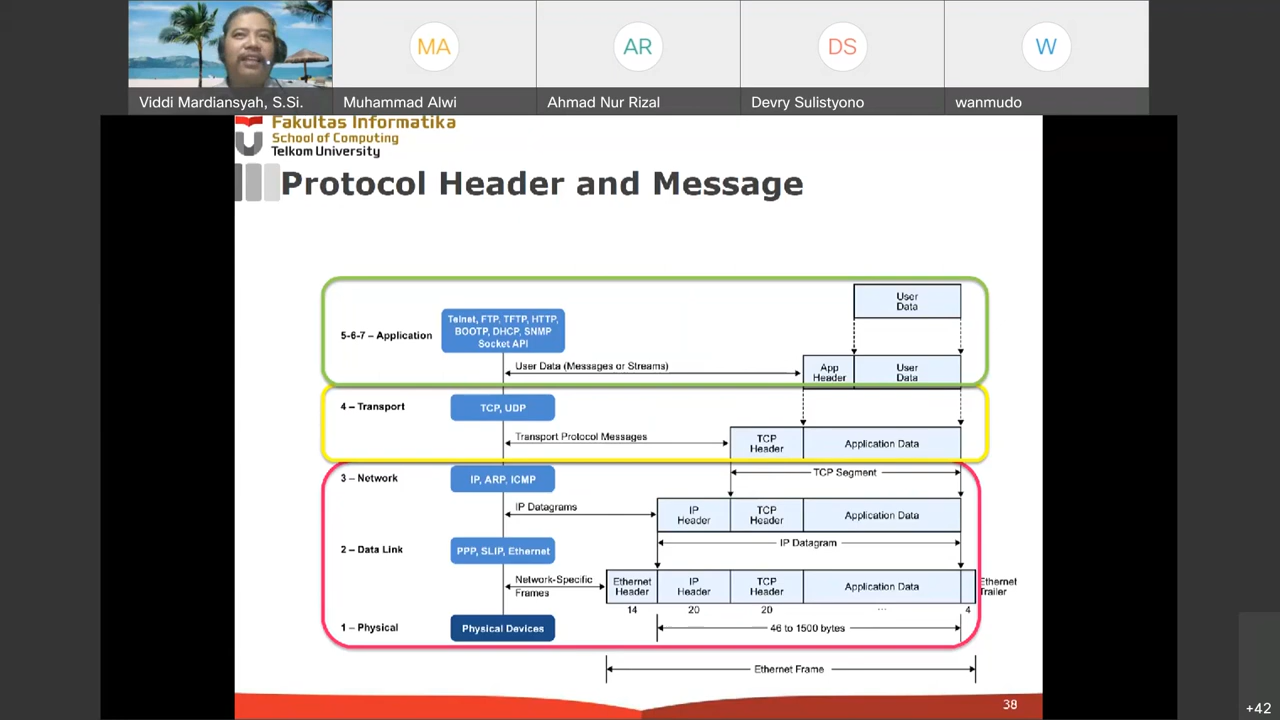 MA
AR
DS
W
Viddi Mardiansyah, S.Si.
Muhammad Alwi
Ahmad Nur Rizal
Devry Sulistyono
wanmudo
Fakultas Informatika
School of Computing
Telkom University
Protocol Header and Message
User
Data
5-6-7 – Application
Telnet, FTP, TFTP, HTTP,
BOOTP, DHCP, SNMP
Socket API
User Data (Messages or Streams)
App
Header
User
Data
4 – Transport
TCP, UDP
Transport Protocol Messages
TCP
Header
Application Data
TCP Segment
3 – Network
IP, ARP, ICMP
IP Datagrams
IP
Header
TCP
Header
Application Data
IP Datagram
2 – Data Link
PPP, SLIP, Ethernet
Network-Specific
Frames
Ethernet
Header
IP
Header
TCP
Header
Application Data
Ethernet
Trailer
14
20
20
...
4
1 – Physical
Physical Devices
46 to 1500 bytes
Ethernet Frame
38
+42